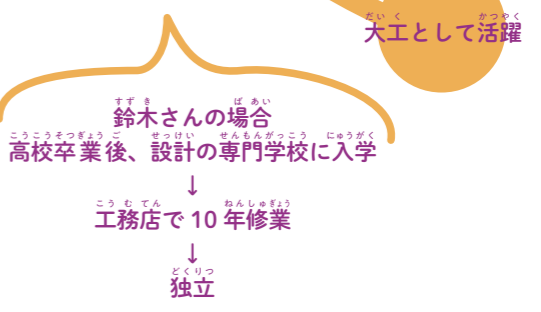 大工として活躍
鈴木さんの場合
高校卒業後、設計の専門学校に入学
↓
工務店で10年修業
↓
独立